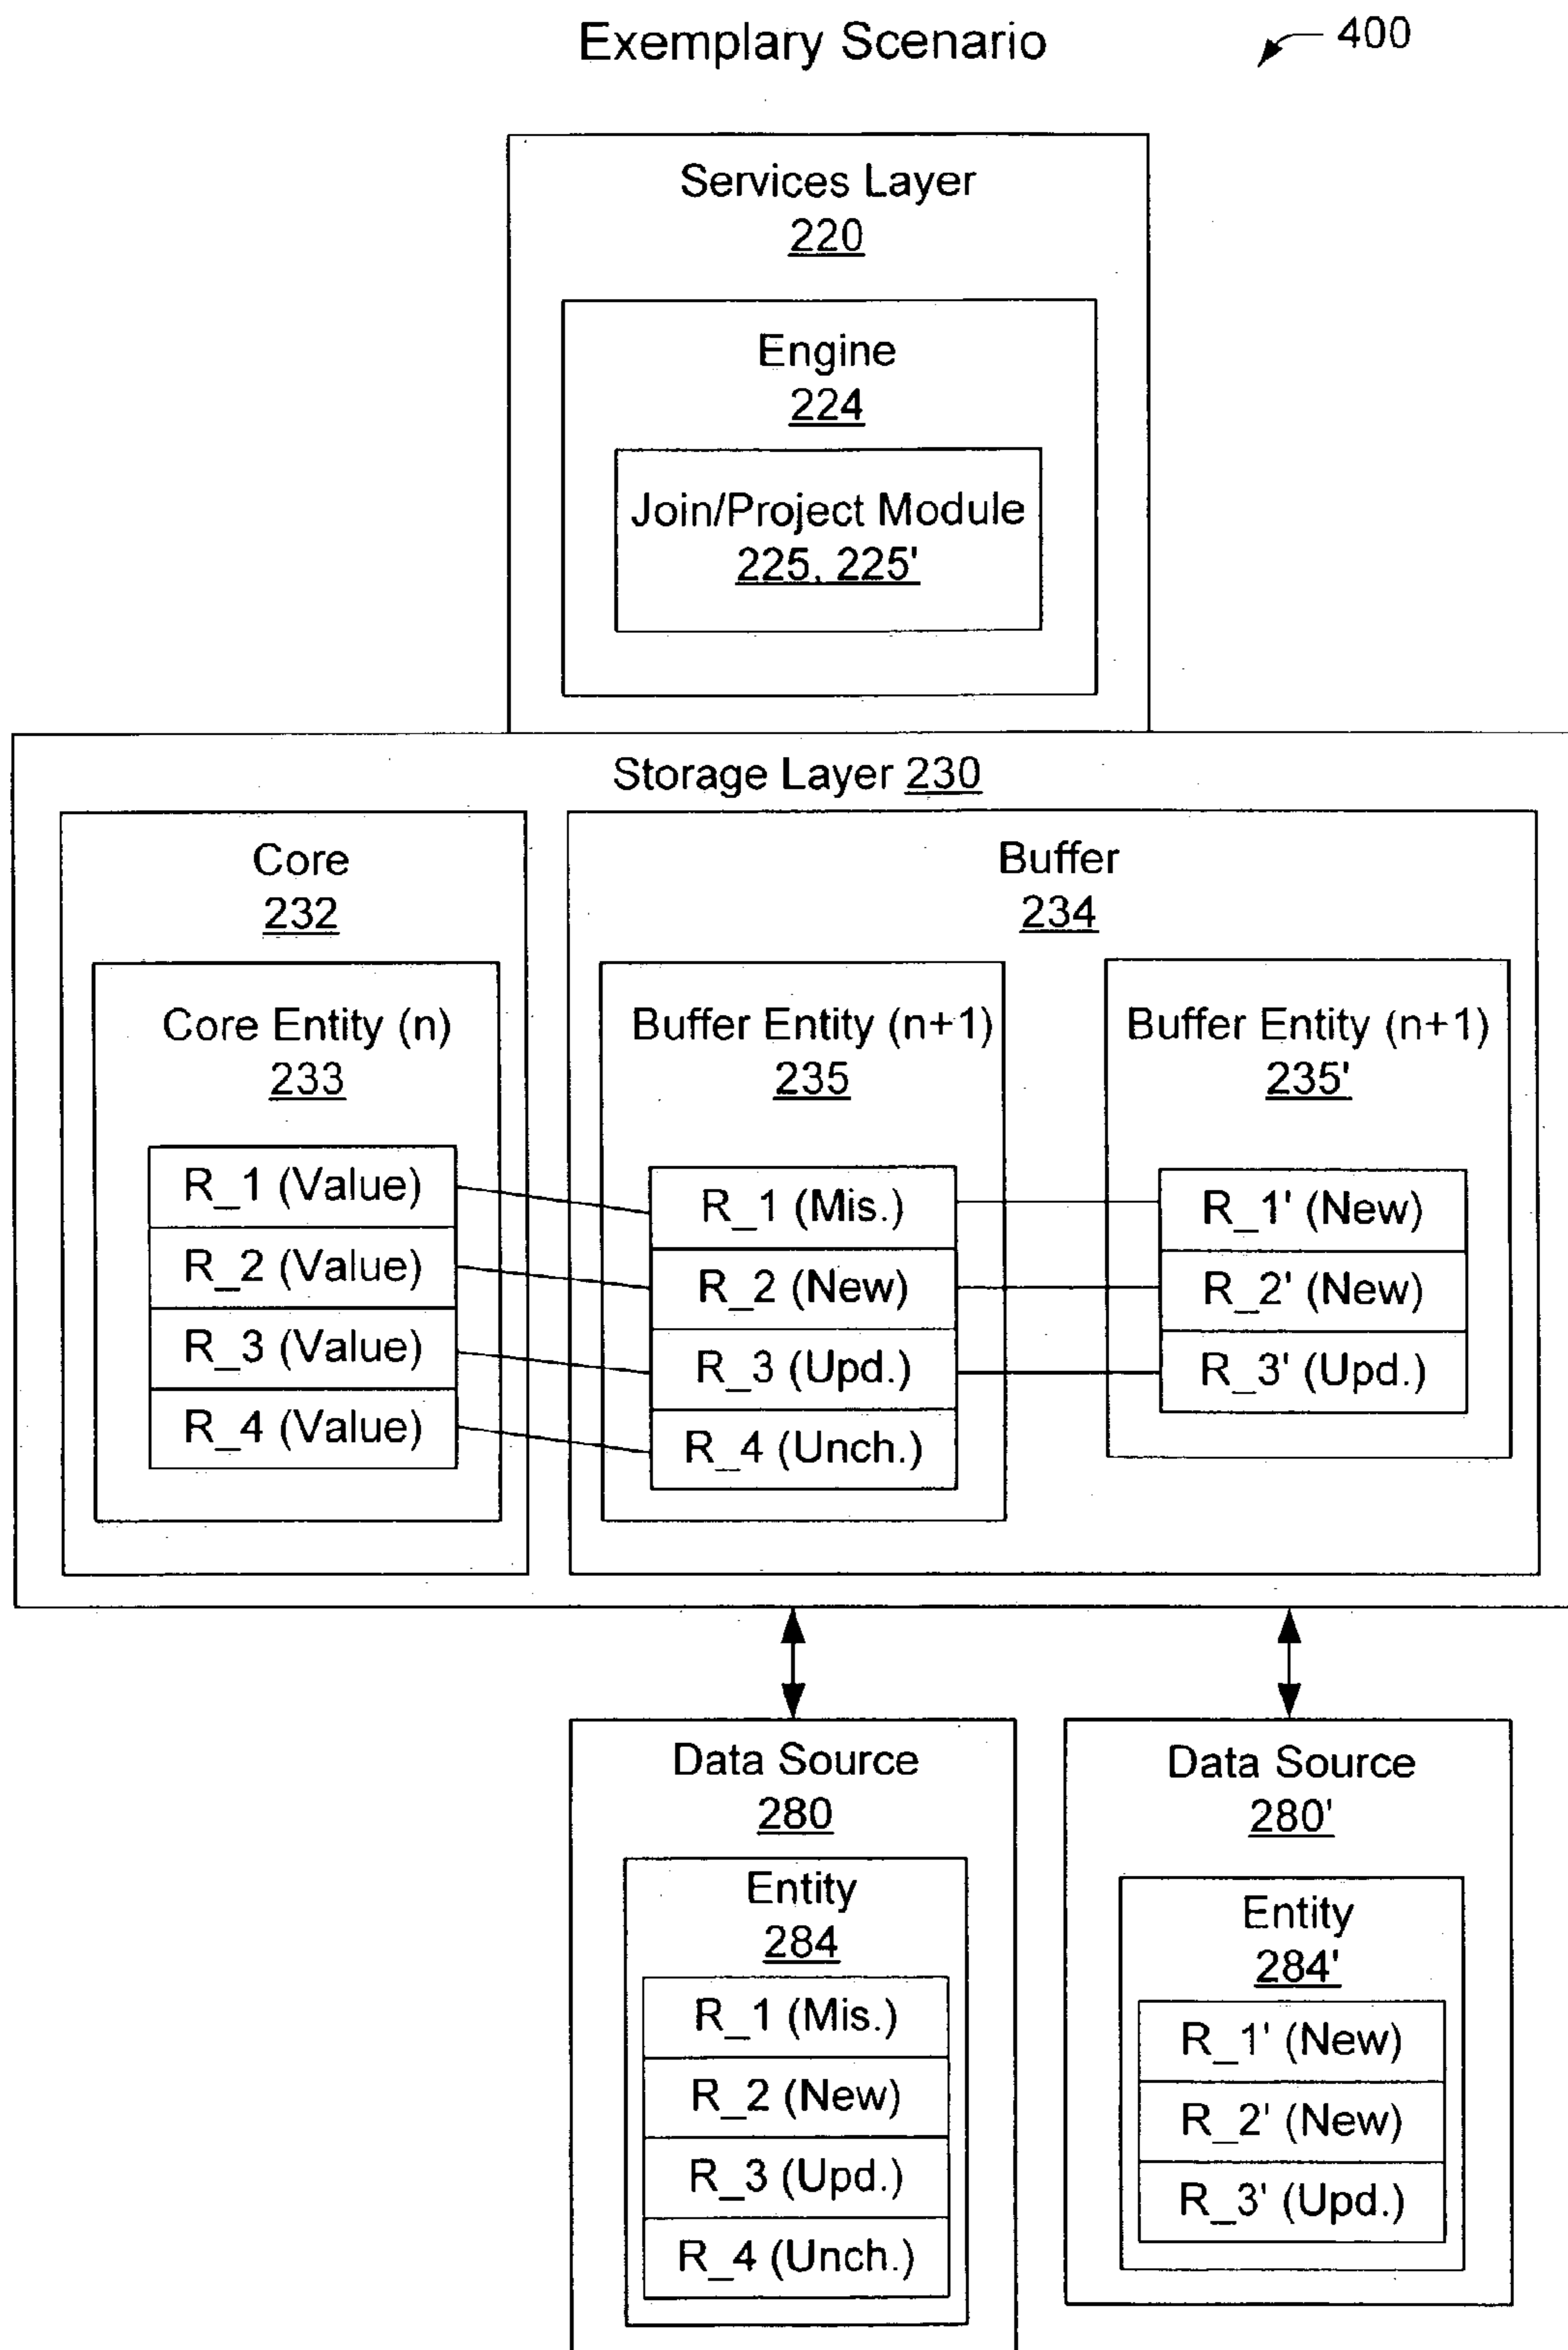 Exemplary Scenario
400
Services Layer
220
Engine
224
Join/Project Module
225, 225'
Storage Layer 230
Core
232
Core Entity (n)
233
R_1 (Value)
R_2 (Value)
R_3 (Value)
R_4 (Value)
Buffer
234
Buffer Entity (n+1)
235
R_1 (Mis.)
R_2 (New)
R_3 (Upd.)
R_4 (Unch.)
Buffer Entity (n+1)
235'
R_1' (New)
R_2' (New)
R_3' (Upd.)
Data Source
280
Entity
284
R_1 (Mis.)
R_2 (New)
R_3 (Upd.)
R_4 (Unch.)
Data Source
280'
Entity
284'
R_1' (New)
R_2' (New)
R_3' (Upd.)